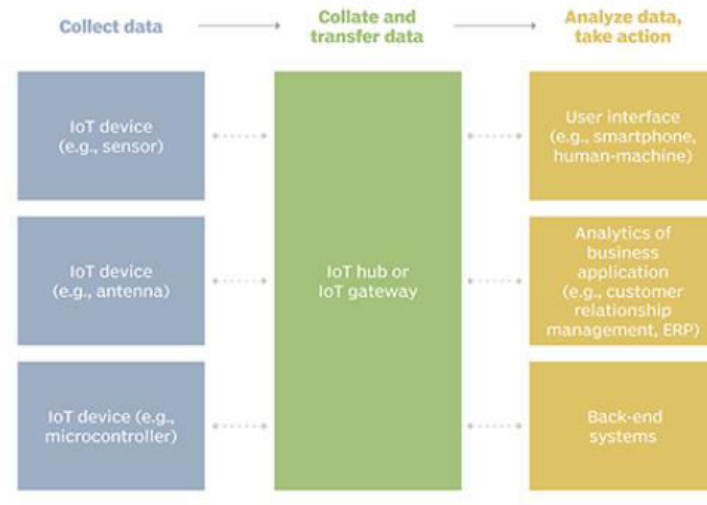 Collect data
Collate and
transfer data
Analyze data,
take action
IoT device
(e.g., sensor)
IoT device
(e.g., antenna)
IoT device (e.g.,
microcontroller)
IoT hub or
IoT gateway
User interface
(e.g., smartphone,
human-machine)
Analytics of
business
application
(e.g., customer
relationship
management, ERP)
Back-end
systems